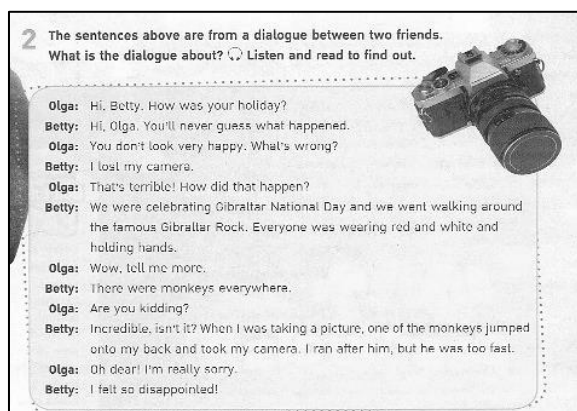 2 The sentences above are from a dialogue between two friends.
What is the dialogue about? Listen and read to find out.
Olga: Hi, Betty. How was your holiday?
Betty: Hi, Olga. You'll never guess what happened.
Olga: You don't look very happy. What's wrong?
Betty: I lost my camera.
Olga: That's terrible! How did that happen?
Betty: We were celebrating Gibraltar National Day and we went walking around
the famous Gibraltar Rock. Everyone was wearing red and white and
holding hands.
Olga: Wow, tell me more.
Betty: There were monkeys everywhere.
Olga: Are you kidding?
Betty: Incredible, isn't it? When I was taking a picture, one of the monkeys jumped
onto my back and took my camera. I ran after him, but he was too fast.
Olga: Oh dear! I'm really sorry.
Betty: I felt so disappointed!